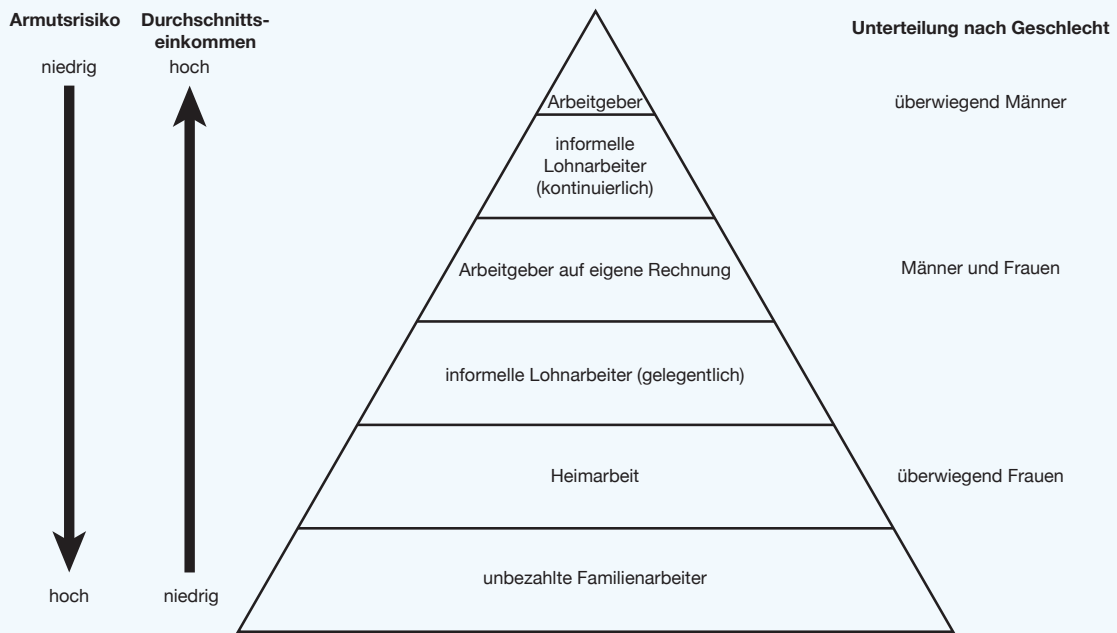 Armutsrisiko
Durchschnitts-
einkommen
Unterteilung nach Geschlecht
niedrig
hoch
Arbeitgeber
überwiegend Männer
informelle
Lohnarbeiter
(kontinuierlich)
Arbeitgeber auf eigene Rechnung
Männer und Frauen
informelle Lohnarbeiter (gelegentlich)
Heimarbeit
überwiegend Frauen
unbezahlte Familienarbeiter
hoch
niedrig